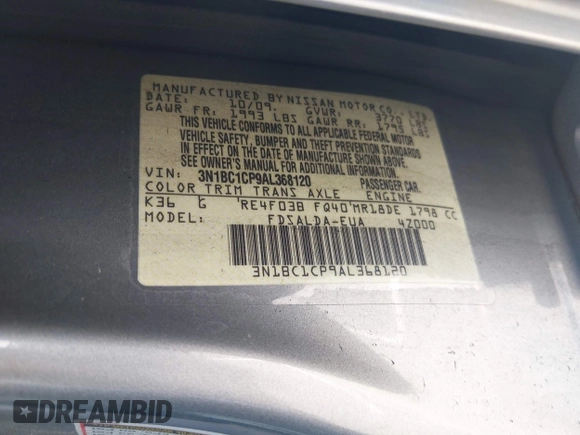 MANUFACTURED BY NISSAN MOTOR CO., LTD.
DATE: 10/09. GVWR: 3770 LBS
GAWR FR: 1993 LBS GAWR RR: 1795 LBS
THIS VEHICLE CONFORMS TO ALL APPLICABLE FEDERAL MOTOR
VEHICLE SAFETY, BUMPER AND THEFT PREVENTION STANDARDS
IN EFFECT ON THE DATE OF MANUFACTURE SHOWN ABOVE.
SEE OWNER'S MANUAL FOR ADDITIONAL INFORMATION.
VIN: 3N1BC1CP9AL368120 PASSENGER CAR.
COLOR TRIM TRANS AXLE ENGINE
K36 G RE4F03B FQ40 MR18DE 1798 CC
MODEL: FDSALDA-EUA 4Z000
3N1BC1CP9AL368120
DREAMBID